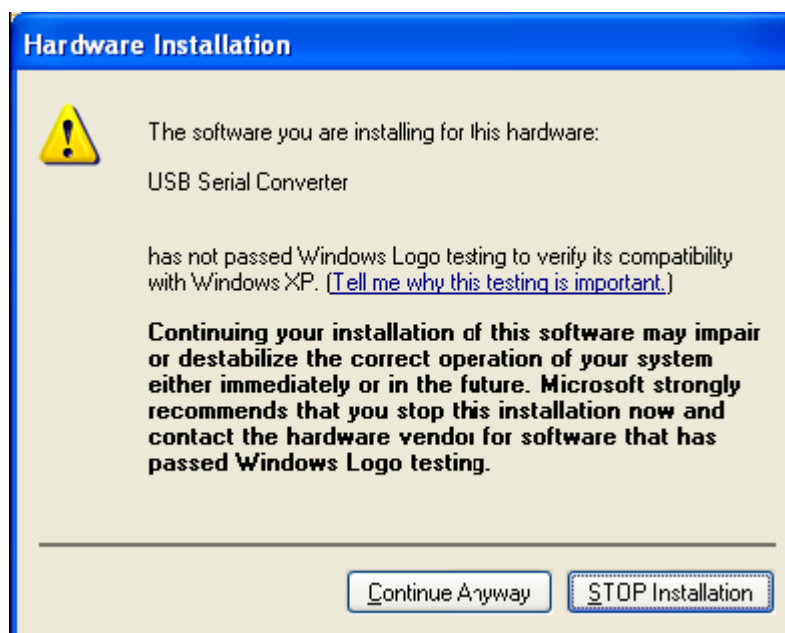 Hardware Installation
The software you are installing for this hardware:
USB Serial Converter
has not passed Windows Logo testing to verify its compatibility
with Windows XP. (Tell me why this testing is important.)
Continuing your installation of this software may impair
or destabilize the correct operation of your system
either immediately or in the future. Microsoft strongly
recommends that you stop this installation now and
contact the hardware vendor for software that has
passed Windows Logo testing.
Continue Anyway
STOP Installation